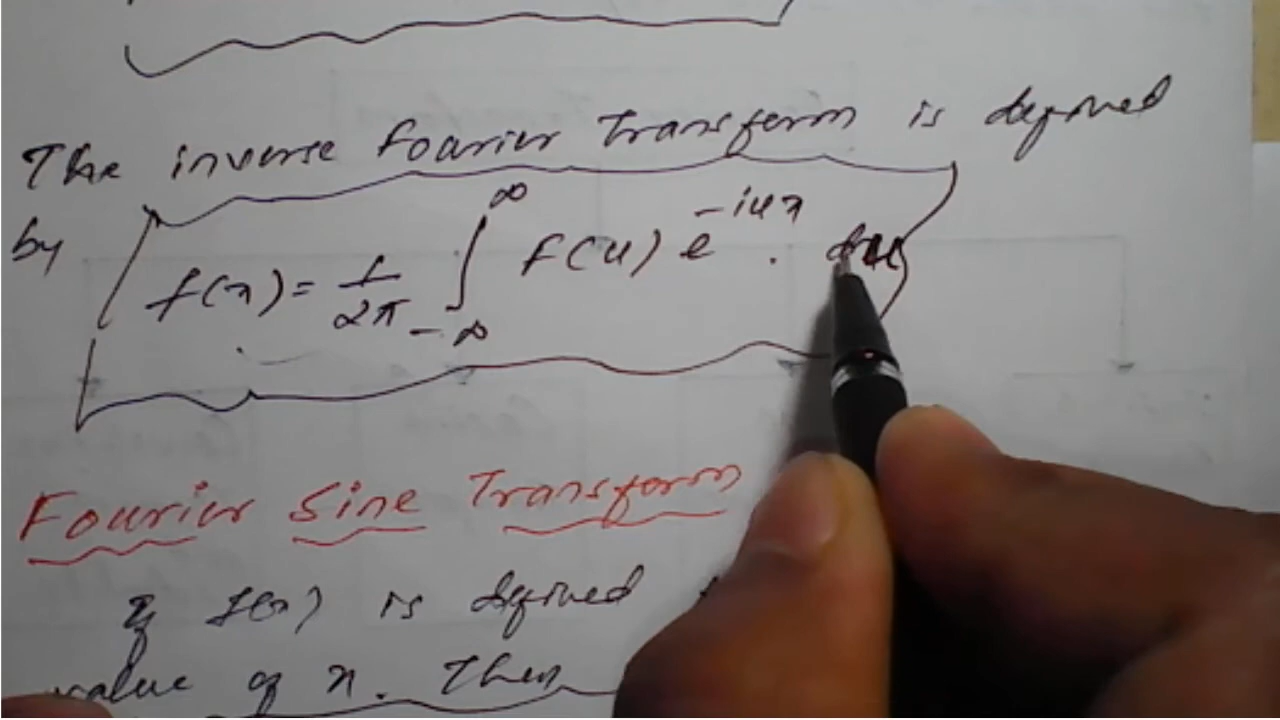 The inverse Fourier Transform is defined
by f(x) = 1/2π ∫_{-∞}^{∞} F(u) e^{-iux} . du
Fourier Sine Transform
If f(x) is defined
value of x. Then